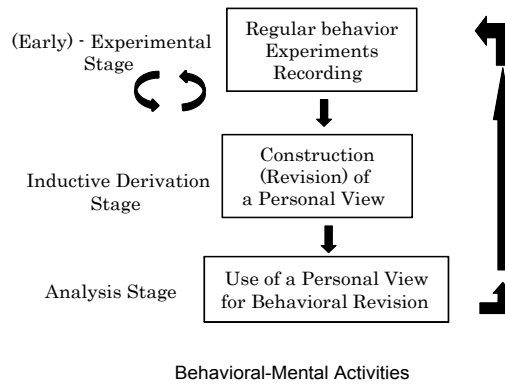 (Early) - Experimental
Stage
Regular behavior
Experiments
Recording
Inductive Derivation
Stage
Construction
(Revision) of
a Personal View
Analysis Stage
Use of a Personal View
for Behavioral Revision
Behavioral-Mental Activities